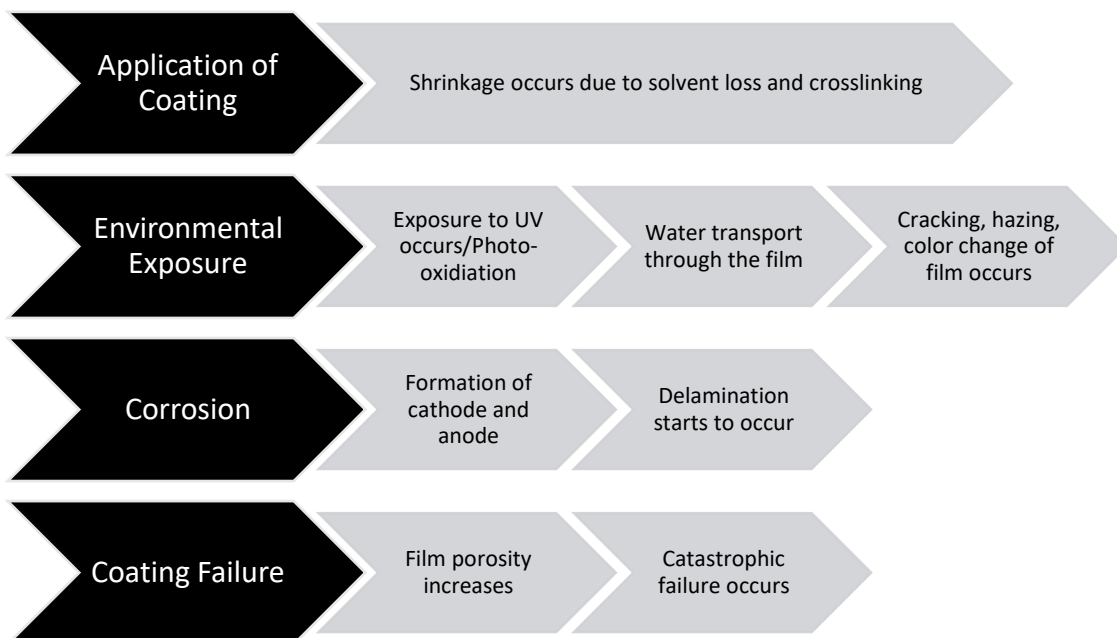 Application of
Coating
Shrinkage occurs due to solvent loss and crosslinking
Environmental
Exposure
Exposure to UV
occurs/Photo-
oxidiation
Water transport
through the film
Cracking, hazing,
color change of
film occurs
Corrosion
Formation of
cathode and
anode
Delamination
starts to occur
Coating Failure
Film porosity
increases
Catastrophic
failure occurs